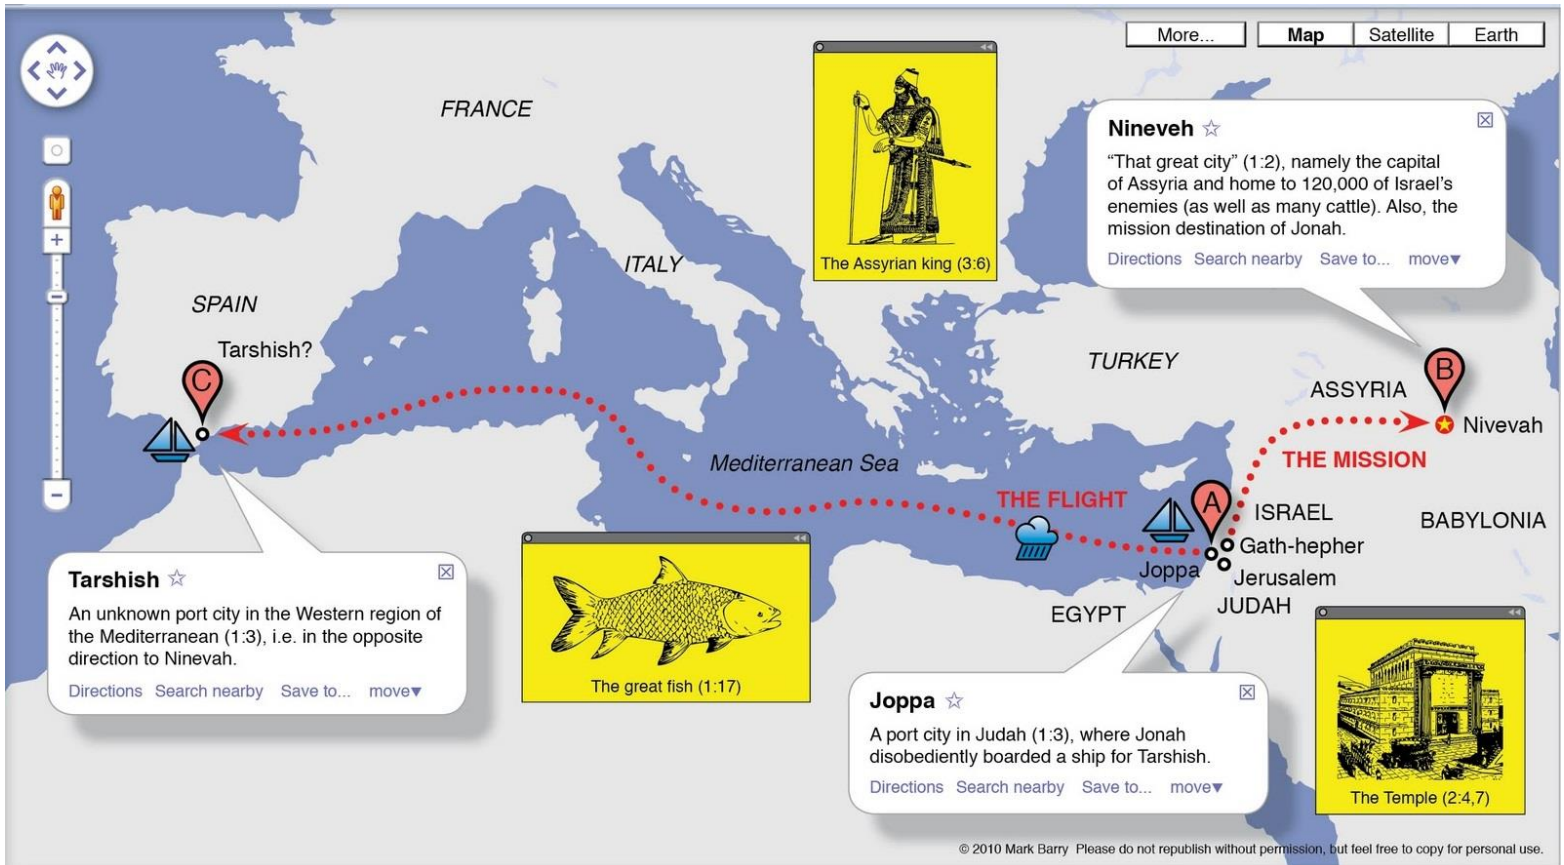 More...
Map
Satellite
Earth
FRANCE
The Assyrian king (3:6)
Nineveh ☆
“That great city” (1:2), namely the capital
of Assyria and home to 120,000 of Israel’s
enemies (as well as many cattle). Also, the
mission destination of Jonah.
Directions Search nearby Save to... move▼
ITALY
SPAIN
Tarshish?
TURKEY
C
B
ASSYRIA
Nivevah
THE MISSION
Mediterranean Sea
THE FLIGHT
A
ISRAEL
BABYLONIA
Gath-hepher
Joppa
Jerusalem
JUDAH
EGYPT
Tarshish ☆
An unknown port city in the Western region of
the Mediterranean (1:3), i.e. in the opposite
direction to Ninevah.
Directions Search nearby Save to... move▼
The great fish (1:17)
Joppa ☆
A port city in Judah (1:3), where Jonah
disobediently boarded a ship for Tarshish.
Directions Search nearby Save to... move▼
The Temple (2:4,7)
© 2010 Mark Barry Please do not republish without permission, but feel free to copy for personal use.